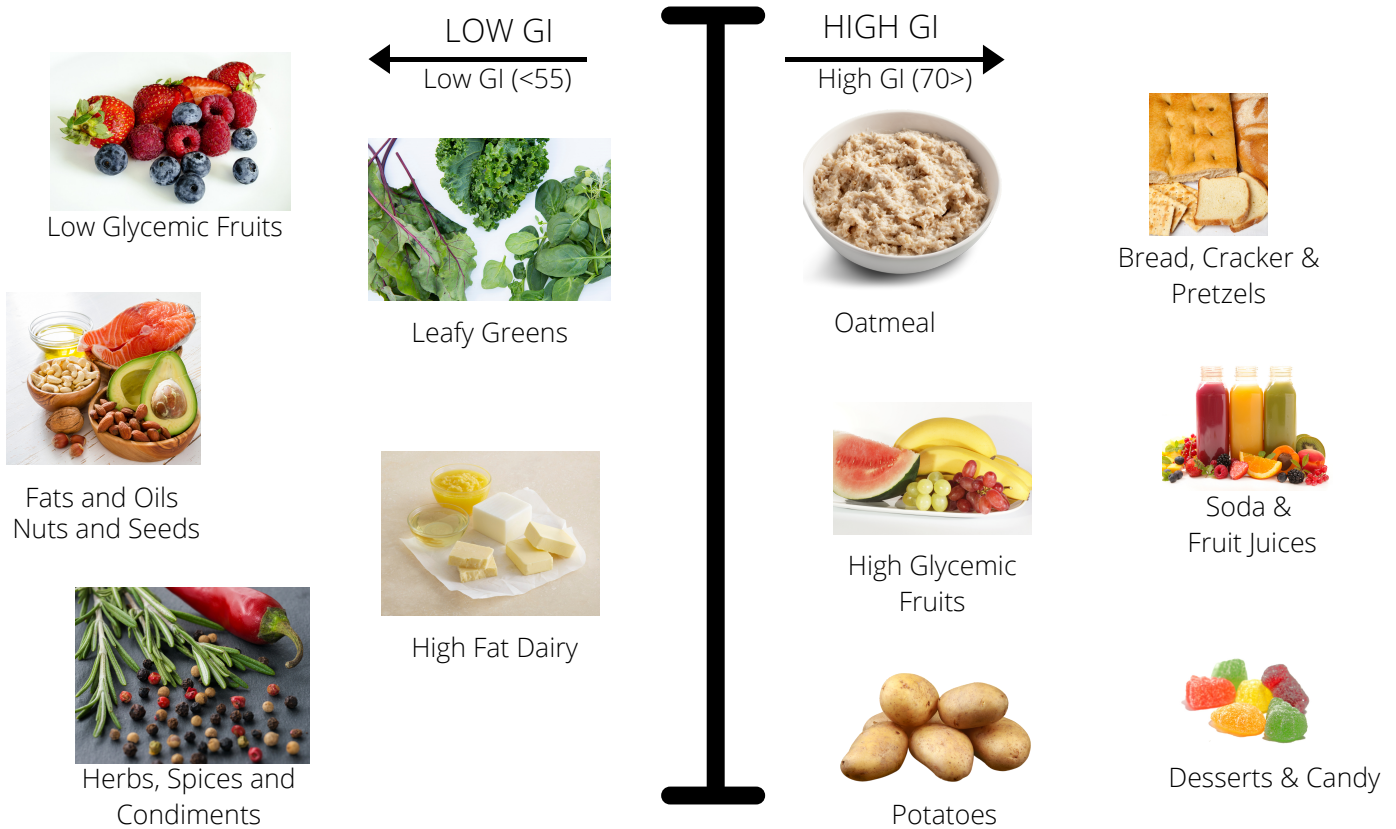 LOW GI
Low GI (<55)
HIGH GI
High GI (70>)
Low Glycemic Fruits
Leafy Greens
Oatmeal
Bread, Cracker &
Pretzels
Fats and Oils
Nuts and Seeds
High Fat Dairy
High Glycemic
Fruits
Soda &
Fruit Juices
Herbs, Spices and
Condiments
Potatoes
Desserts & Candy